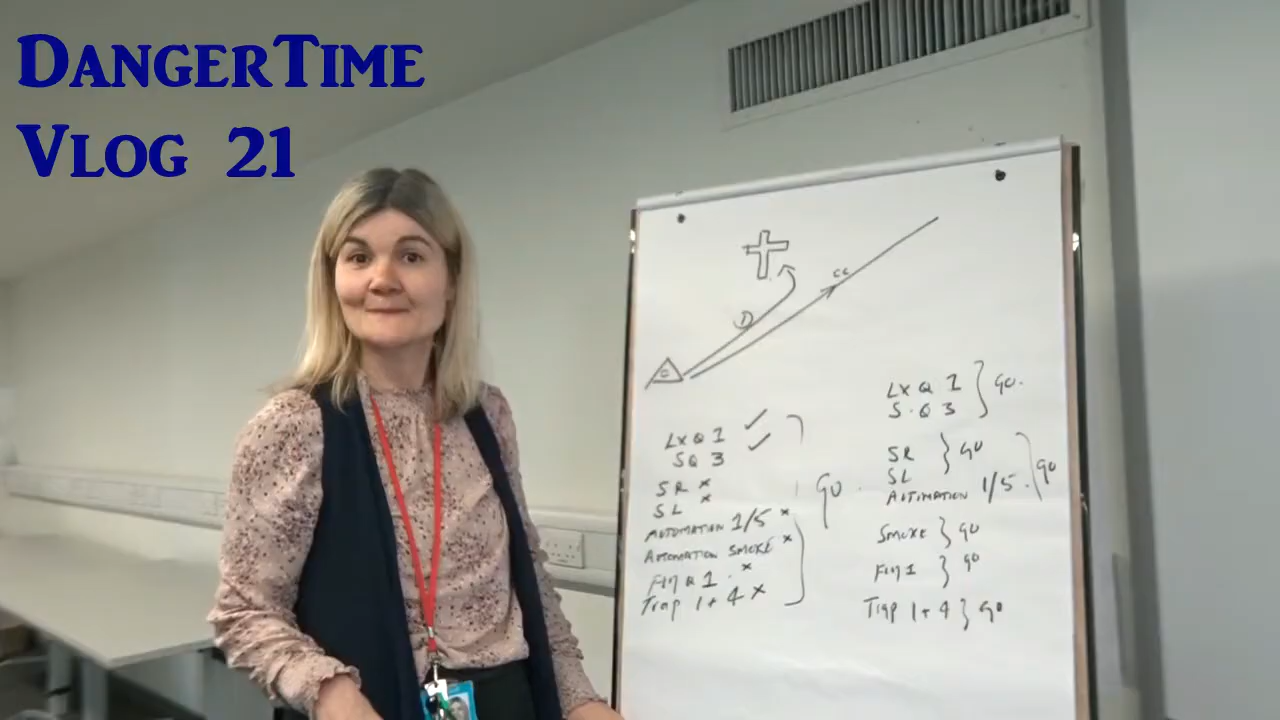 DangerTime
Vlog 21
CC
D
C
LX Q 1
SQ 3
SR x
SL x
AUTOMATION 1/5 x
AUTOMATION SMOKE x
FLY Q 1 x
Trap 1 + 4 x
GO
LX Q 1
S Q 3
GO.
SR
SL
GO
AUTOMATION 1/5
GO
SMOKE } GO
FLY 1 } GO
Trap 1 + 4 } GO